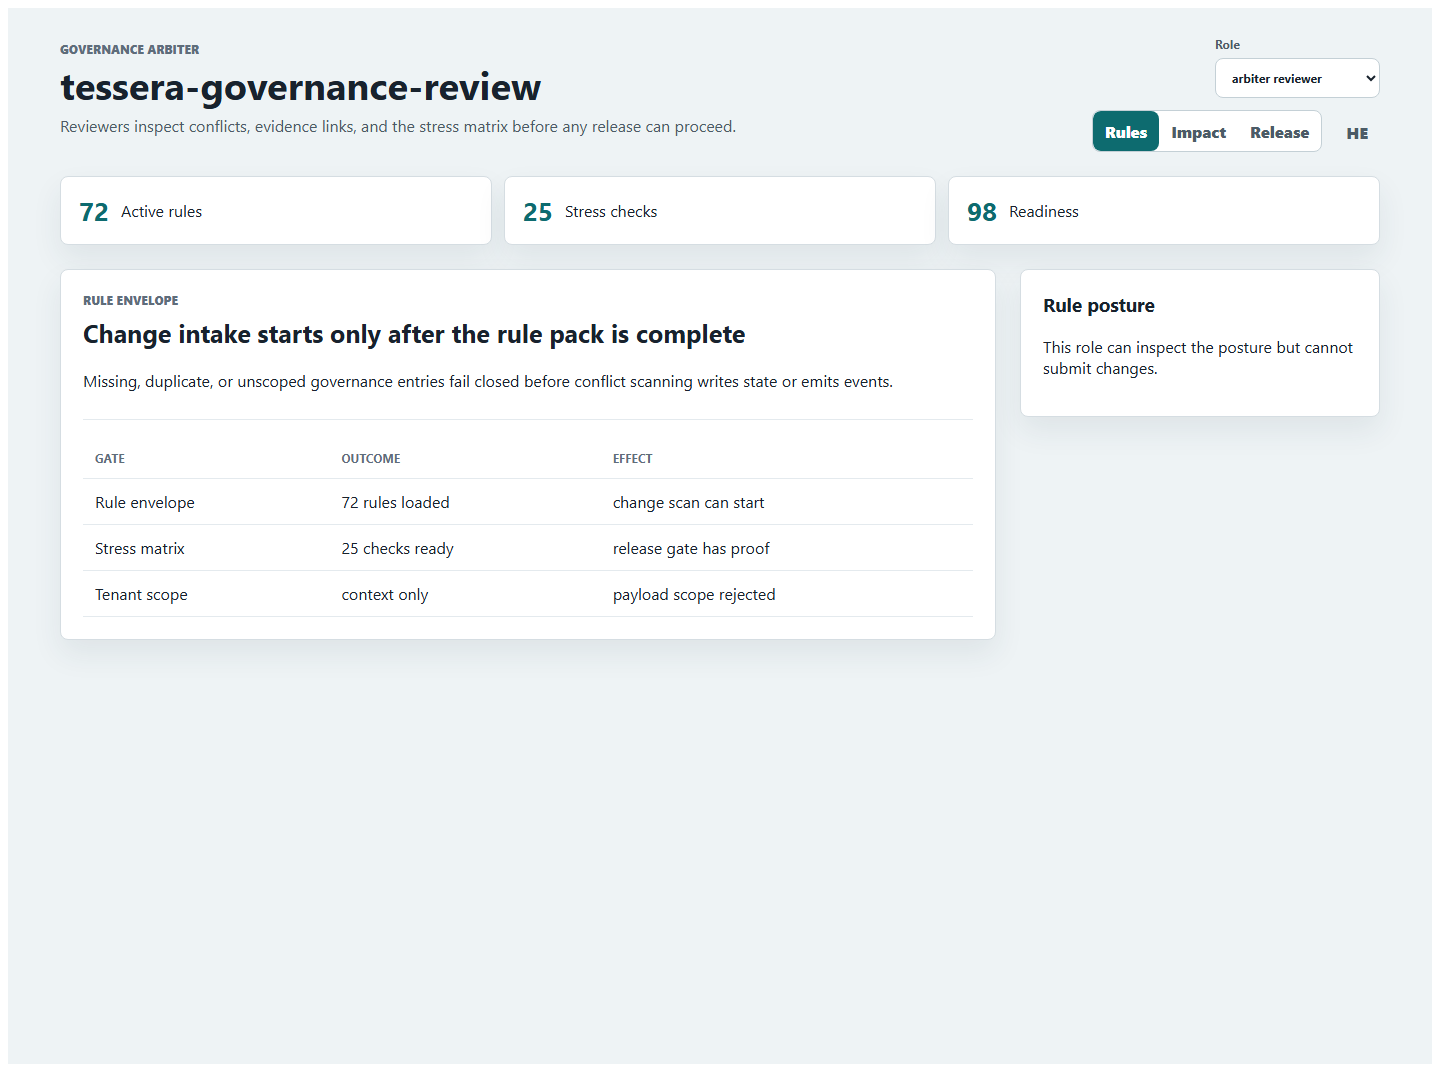 GOVERNANCE ARBITER
tessera-governance-review
Reviewers inspect conflicts, evidence links, and the stress matrix before any release can proceed.
Role
arbiter reviewer
Rules Impact Release HE
72 Active rules
25 Stress checks
98 Readiness
RULE ENVELOPE
Change intake starts only after the rule pack is complete
Missing, duplicate, or unscoped governance entries fail closed before conflict scanning writes state or emits events.
GATE OUTCOME EFFECT
Rule envelope 72 rules loaded change scan can start
Stress matrix 25 checks ready release gate has proof
Tenant scope context only payload scope rejected
Rule posture
This role can inspect the posture but cannot
submit changes.